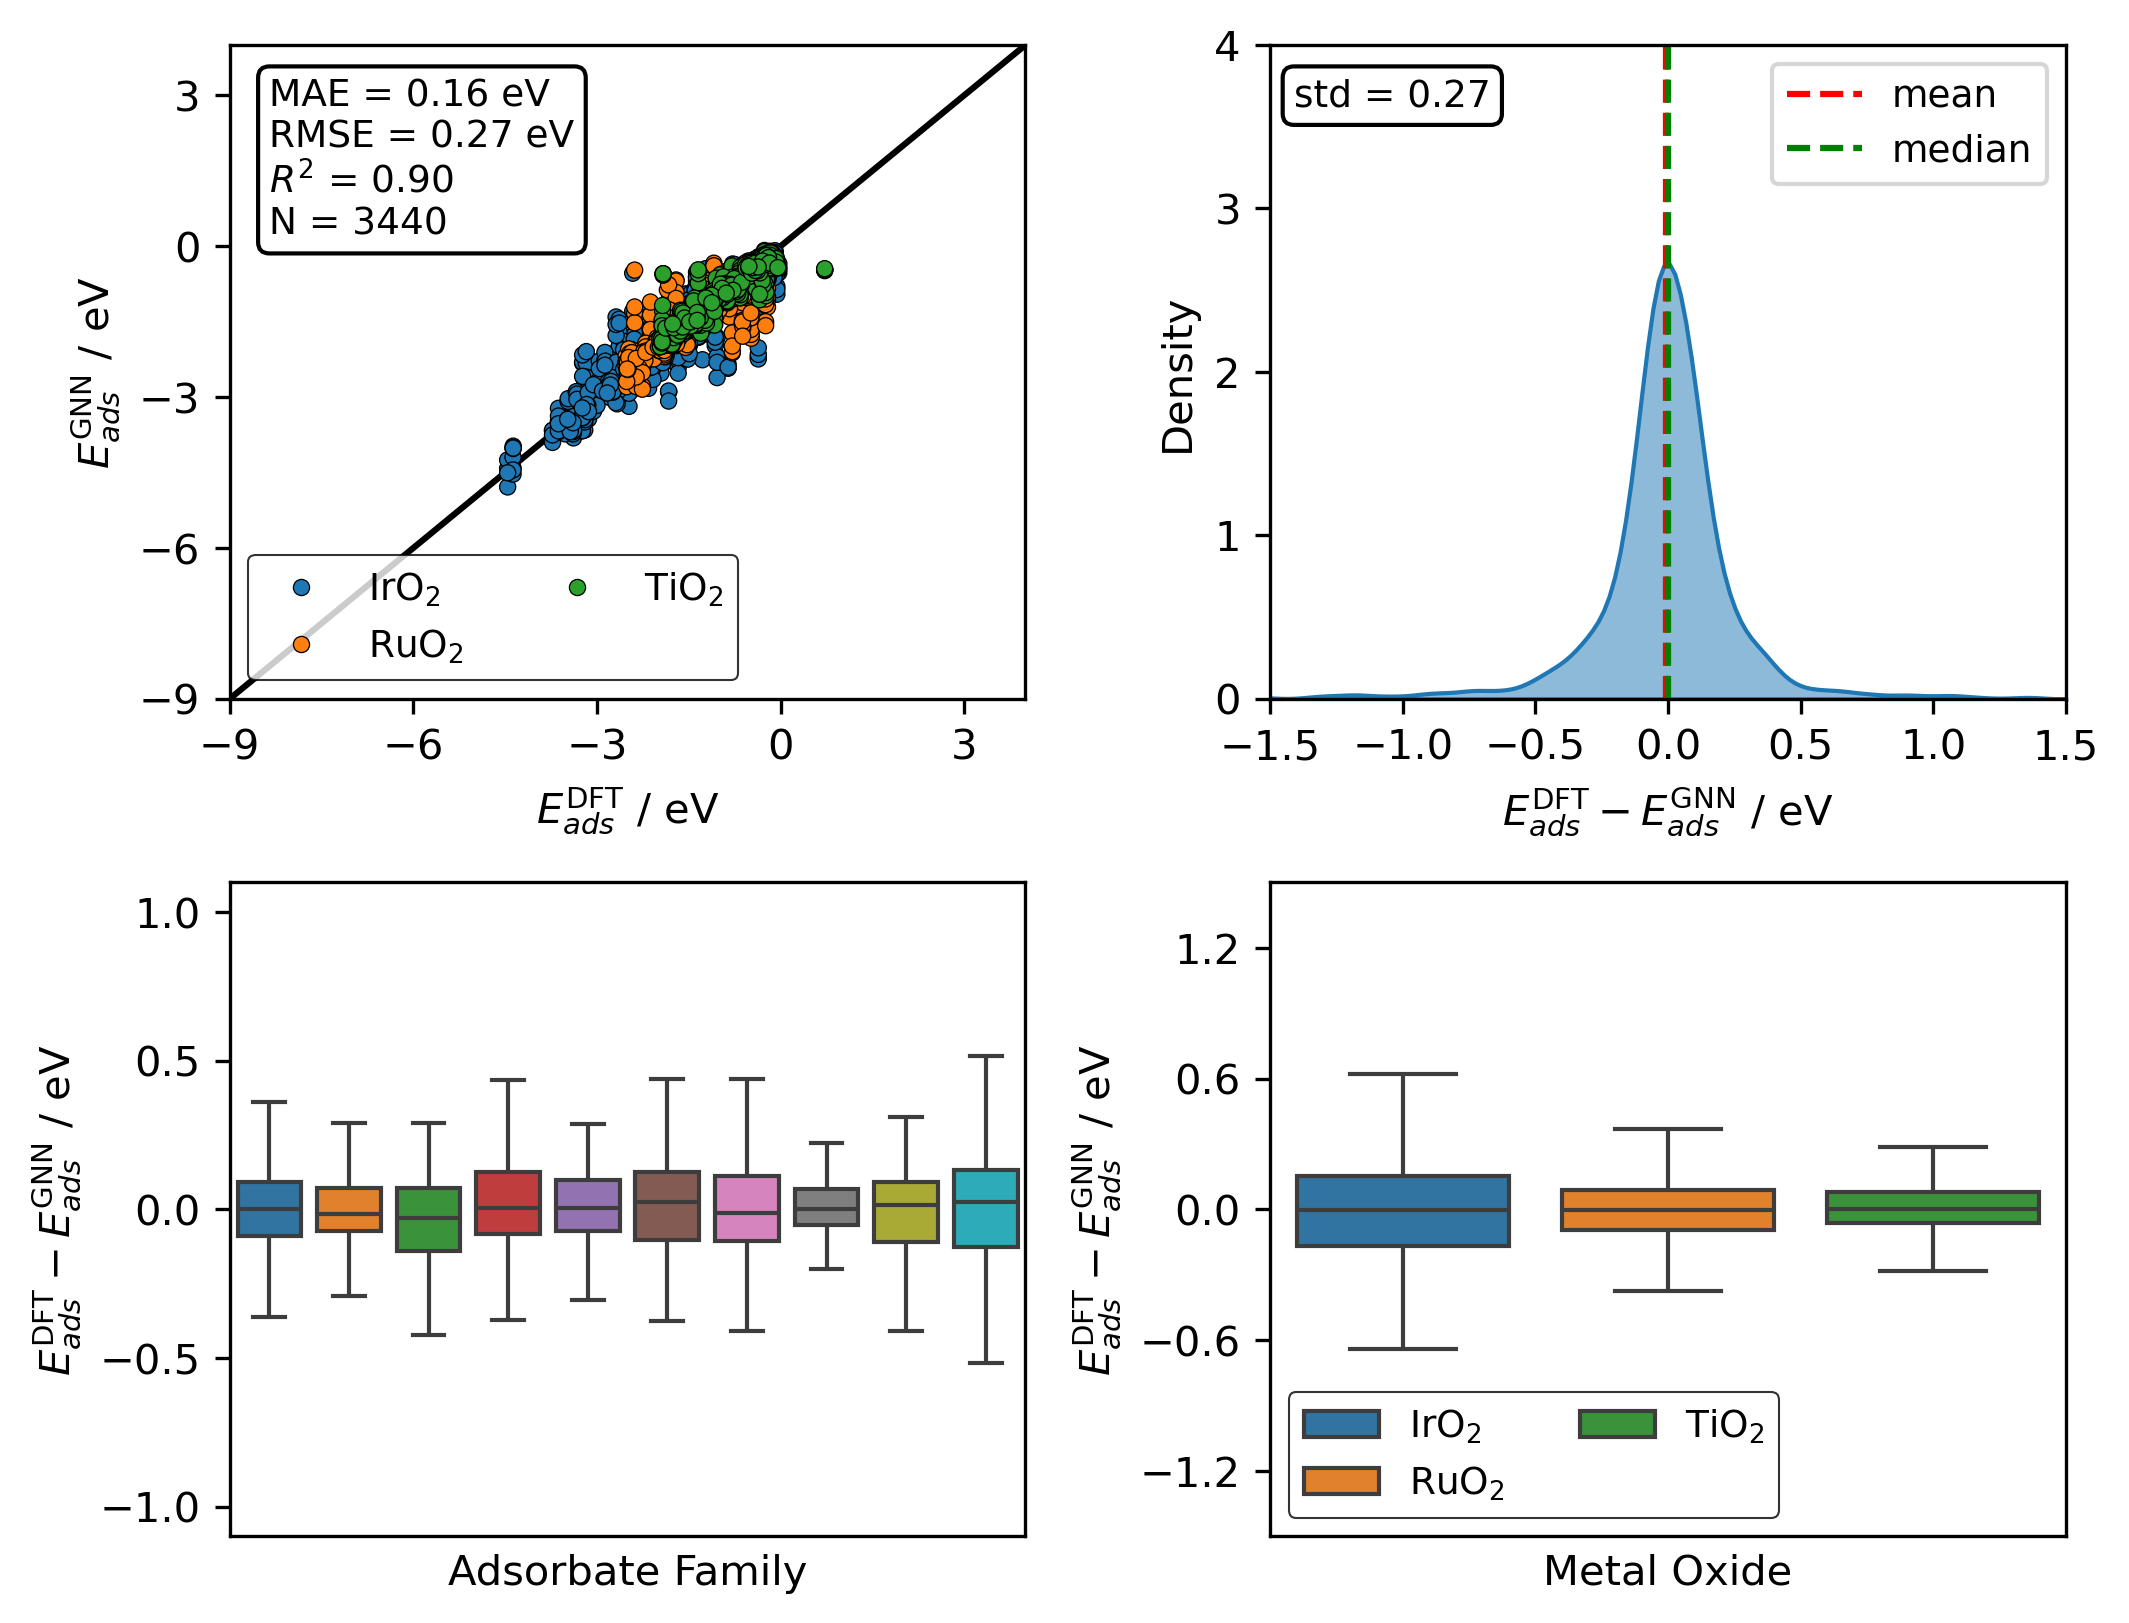 MAE = 0.16 eV
RMSE = 0.27 eV
R² = 0.90
N = 3440
3
0
−3
−6
−9
E_ads^GNN / eV
IrO₂
TiO₂
RuO₂
−9 −6 −3 0 3
E_ads^DFT / eV
std = 0.27
mean
median
4
3
2
1
0
Density
−1.5 −1.0 −0.5 0.0 0.5 1.0 1.5
E_ads^DFT − E_ads^GNN / eV
1.0
0.5
0.0
−0.5
−1.0
E_ads^DFT − E_ads^GNN / eV
Adsorbate Family
1.2
0.6
0.0
−0.6
−1.2
E_ads^DFT − E_ads^GNN / eV
IrO₂
TiO₂
RuO₂
Metal Oxide